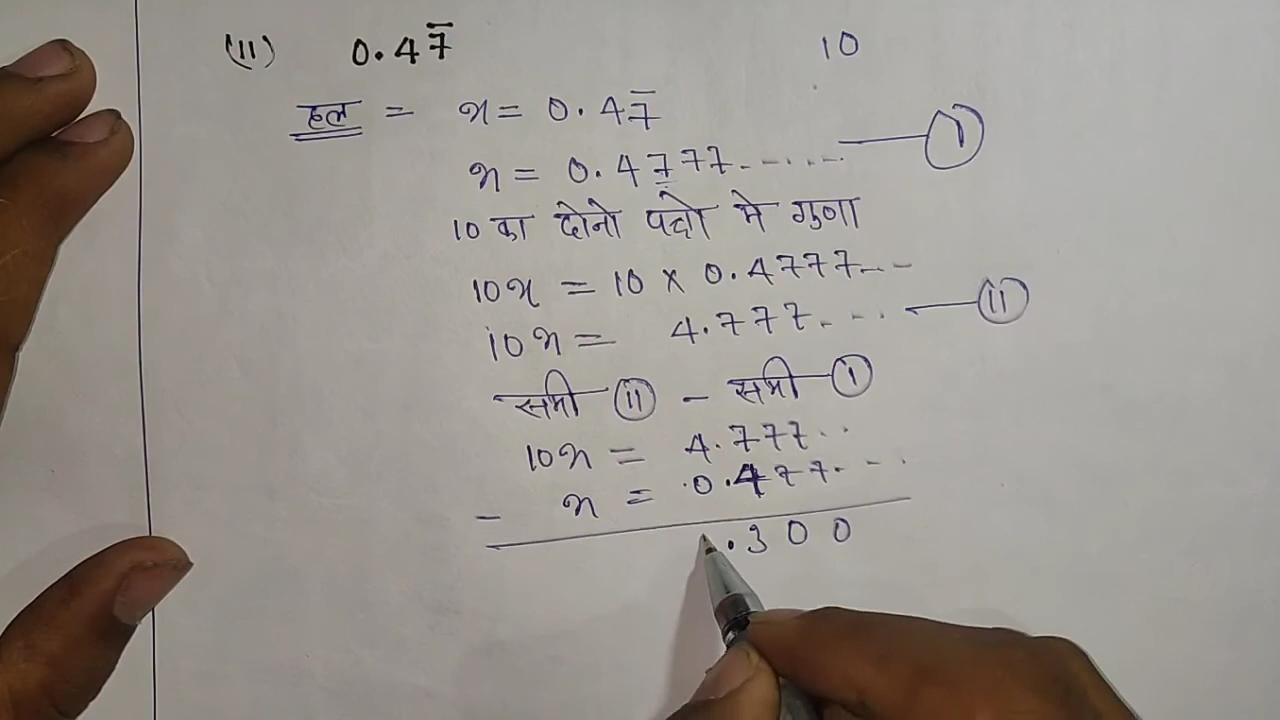 (II) 0.47̅ 10
हल = x = 0.47̅
x = 0.4777....... — (I)
10 का दोनो पक्षो मे गुणा
10x = 10 × 0.4777...
10x = 4.777.... — (II)
समी (II) - समी (I)
10x = 4.777..
- x = 0.477....
.300